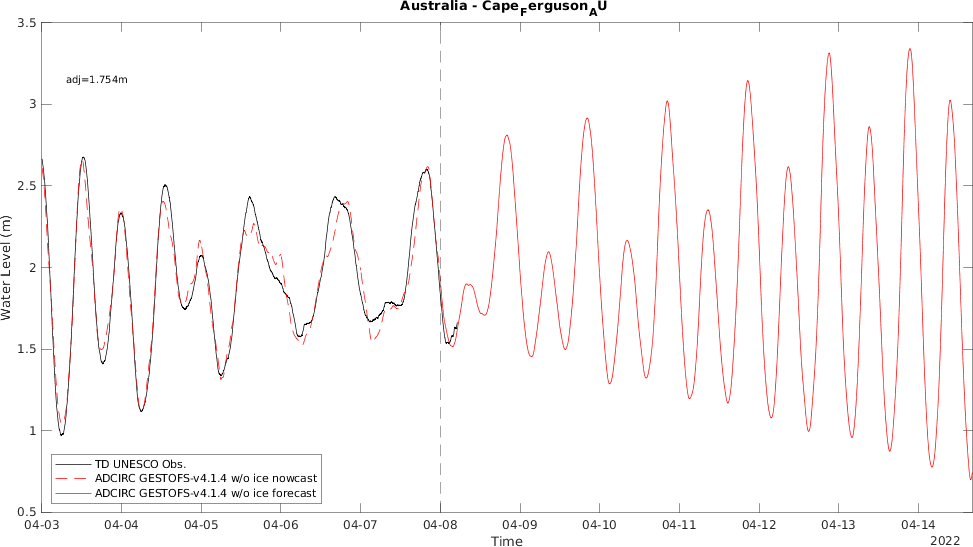 Australia - Cape_Ferguson_AU
3.5
adj=1.754m
3
2.5
2
1.5
1
0.5
Water Level (m)
TD UNESCO Obs.
ADCIRC GESTOFS-v4.1.4 w/o ice nowcast
ADCIRC GESTOFS-v4.1.4 w/o ice forecast
04-03 04-04 04-05 04-06 04-07 04-08 04-09 04-10 04-11 04-12 04-13 04-14
Time
2022